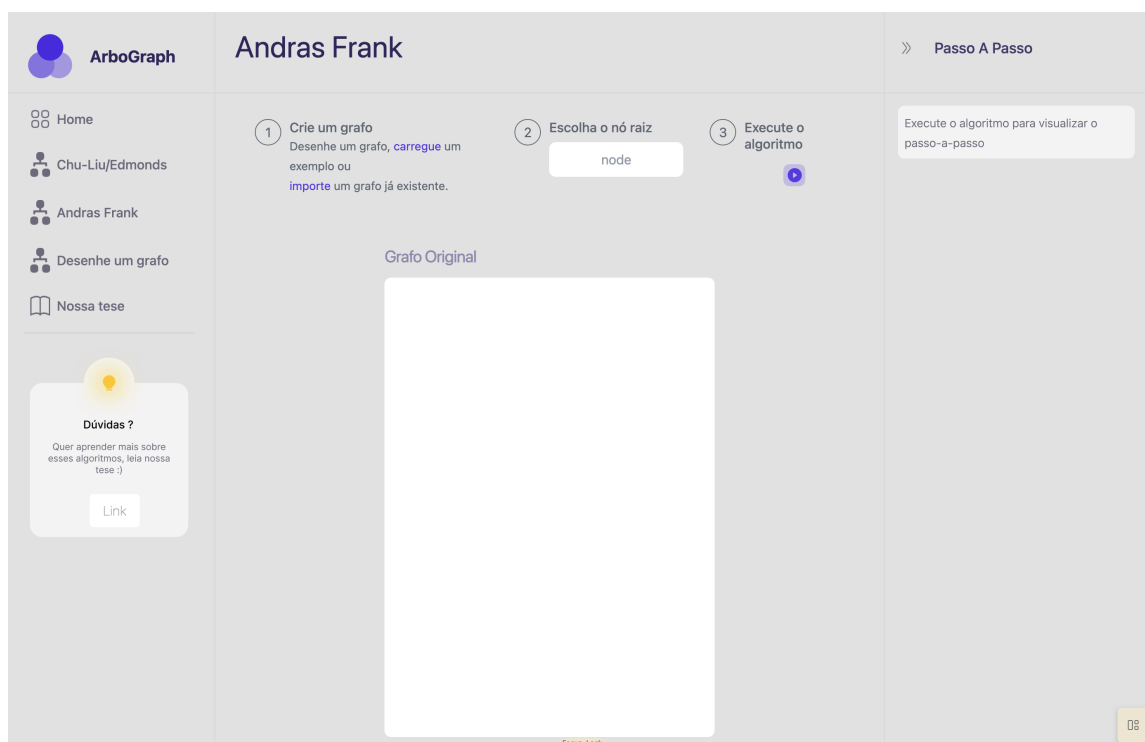 ArboGraph
Home
Chu-Liu/Edmonds
Andras Frank
Desenhe um grafo
Nossa tese
Dúvidas ?
Quer aprender mais sobre
esses algoritmos, leia nossa
tese :)
Link
Andras Frank
1
Crie um grafo
Desenhe um grafo, carregue um
exemplo ou
importe um grafo já existente.
2
Escolha o nó raiz
node
3
Execute o
algoritmo
Grafo Original
Passo A Passo
Execute o algoritmo para visualizar o
passo-a-passo